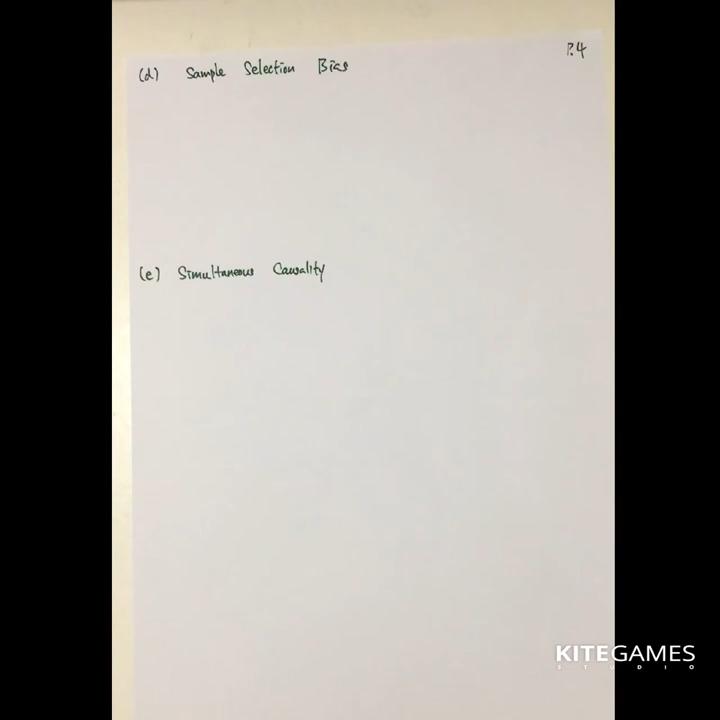 P.4
(d) Sample Selection Bias
(e) Simultaneous Causality
KITEGAMES
STUDIO